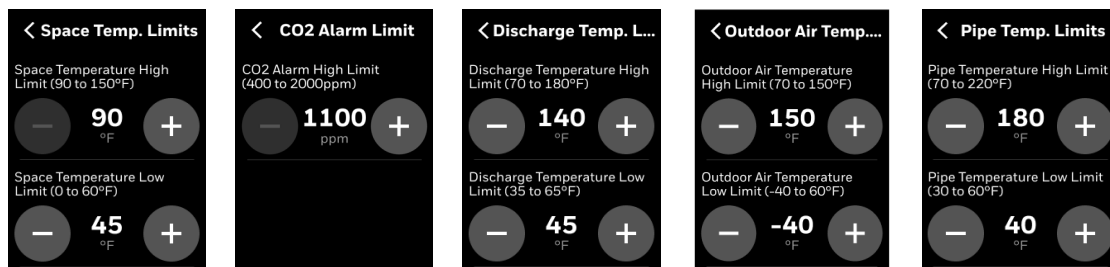 < Space Temp. Limits
Space Temperature High
Limit (90 to 150°F)
− 90 +
°F
Space Temperature Low
Limit (0 to 60°F)
− 45 +
°F
< CO2 Alarm Limit
CO2 Alarm High Limit
(400 to 2000ppm)
− 1100 +
ppm
< Discharge Temp. L...
Discharge Temperature High
Limit (70 to 180°F)
− 140 +
°F
Discharge Temperature Low
Limit (35 to 65°F)
− 45 +
°F
< Outdoor Air Temp....
Outdoor Air Temperature
High Limit (70 to 150°F)
− 150 +
°F
Outdoor Air Temperature
Low Limit (-40 to 60°F)
− -40 +
°F
< Pipe Temp. Limits
Pipe Temperature High Limit
(70 to 220°F)
− 180 +
°F
Pipe Temperature Low Limit
(30 to 60°F)
− 40 +
°F